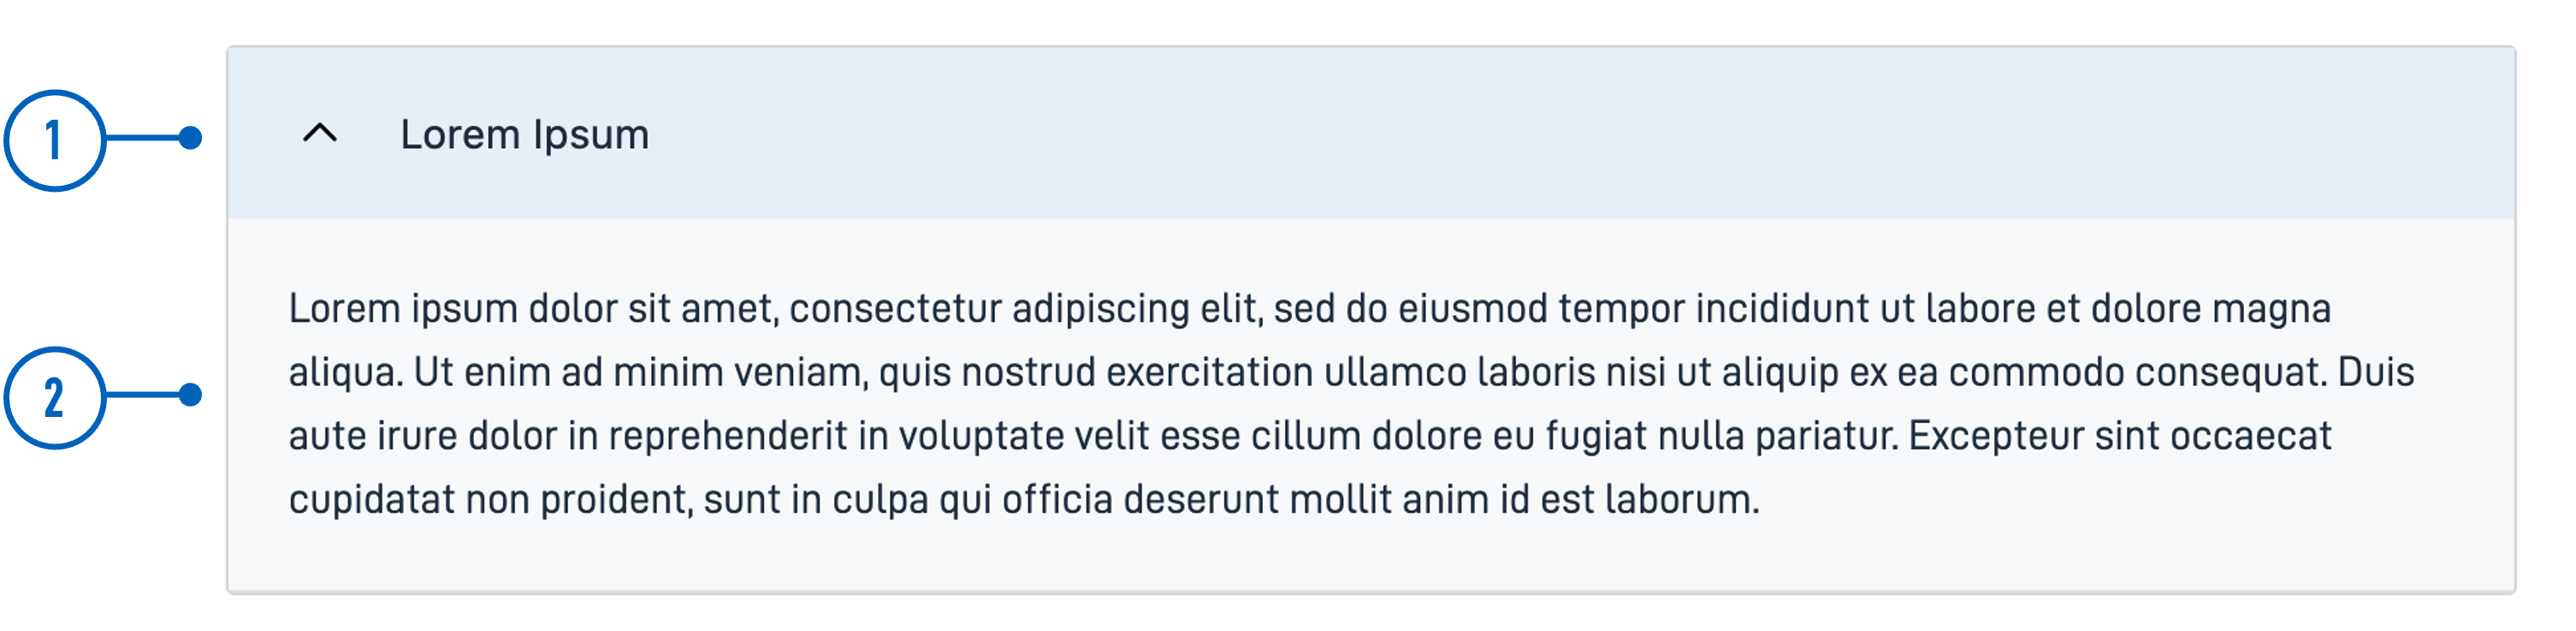 1
Lorem Ipsum
2
Lorem ipsum dolor sit amet, consectetur adipiscing elit, sed do eiusmod tempor incididunt ut labore et dolore magna
aliqua. Ut enim ad minim veniam, quis nostrud exercitation ullamco laboris nisi ut aliquip ex ea commodo consequat. Duis
aute irure dolor in reprehenderit in voluptate velit esse cillum dolore eu fugiat nulla pariatur. Excepteur sint occaecat
cupidatat non proident, sunt in culpa qui officia deserunt mollit anim id est laborum.